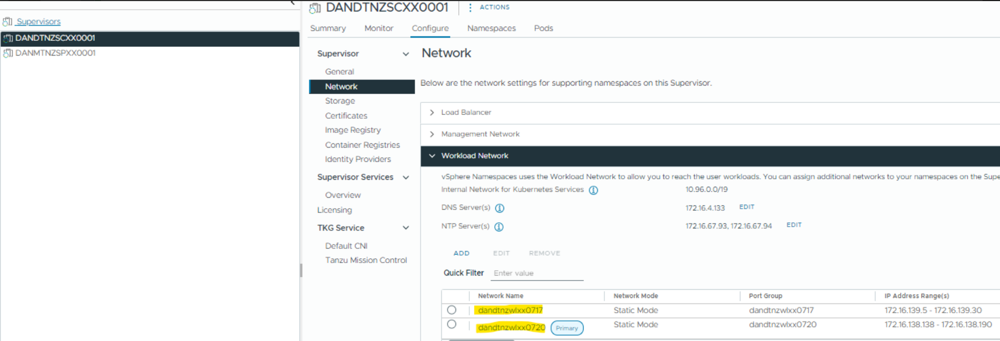 DANDTNZSCXX0001 ACTIONS
Supervisors
DANDTNZSCXX0001
DANMTNZSPXX0001
Summary Monitor Configure Namespaces Pods
Supervisor
General
Network
Storage
Certificates
Image Registry
Container Registries
Identity Providers
Supervisor Services
Overview
Licensing
TKG Service
Default CNI
Tanzu Mission Control
Network
Below are the network settings for supporting namespaces on this Supervisor.
Load Balancer
Management Network
Workload Network
vSphere Namespaces uses the Workload Network to allow you to reach the user workloads. You can assign additional networks to your namespaces on the Supe
Internal Network for Kubernetes Services 10.96.0.0/19
DNS Server(s) 172.16.4.133 EDIT
NTP Server(s) 172.16.67.93, 172.16.67.94 EDIT
ADD EDIT REMOVE
Quick Filter Enter value
Network Name Network Mode Port Group IP Address Range(s)
dandtnzwlxx0717 Static Mode dandtnzwlxx0717 172.16.139.5 - 172.16.139.30
dandtnzwlxx0720 Primary Static Mode dandtnzwlxx0720 172.16.138.138 - 172.16.138.190